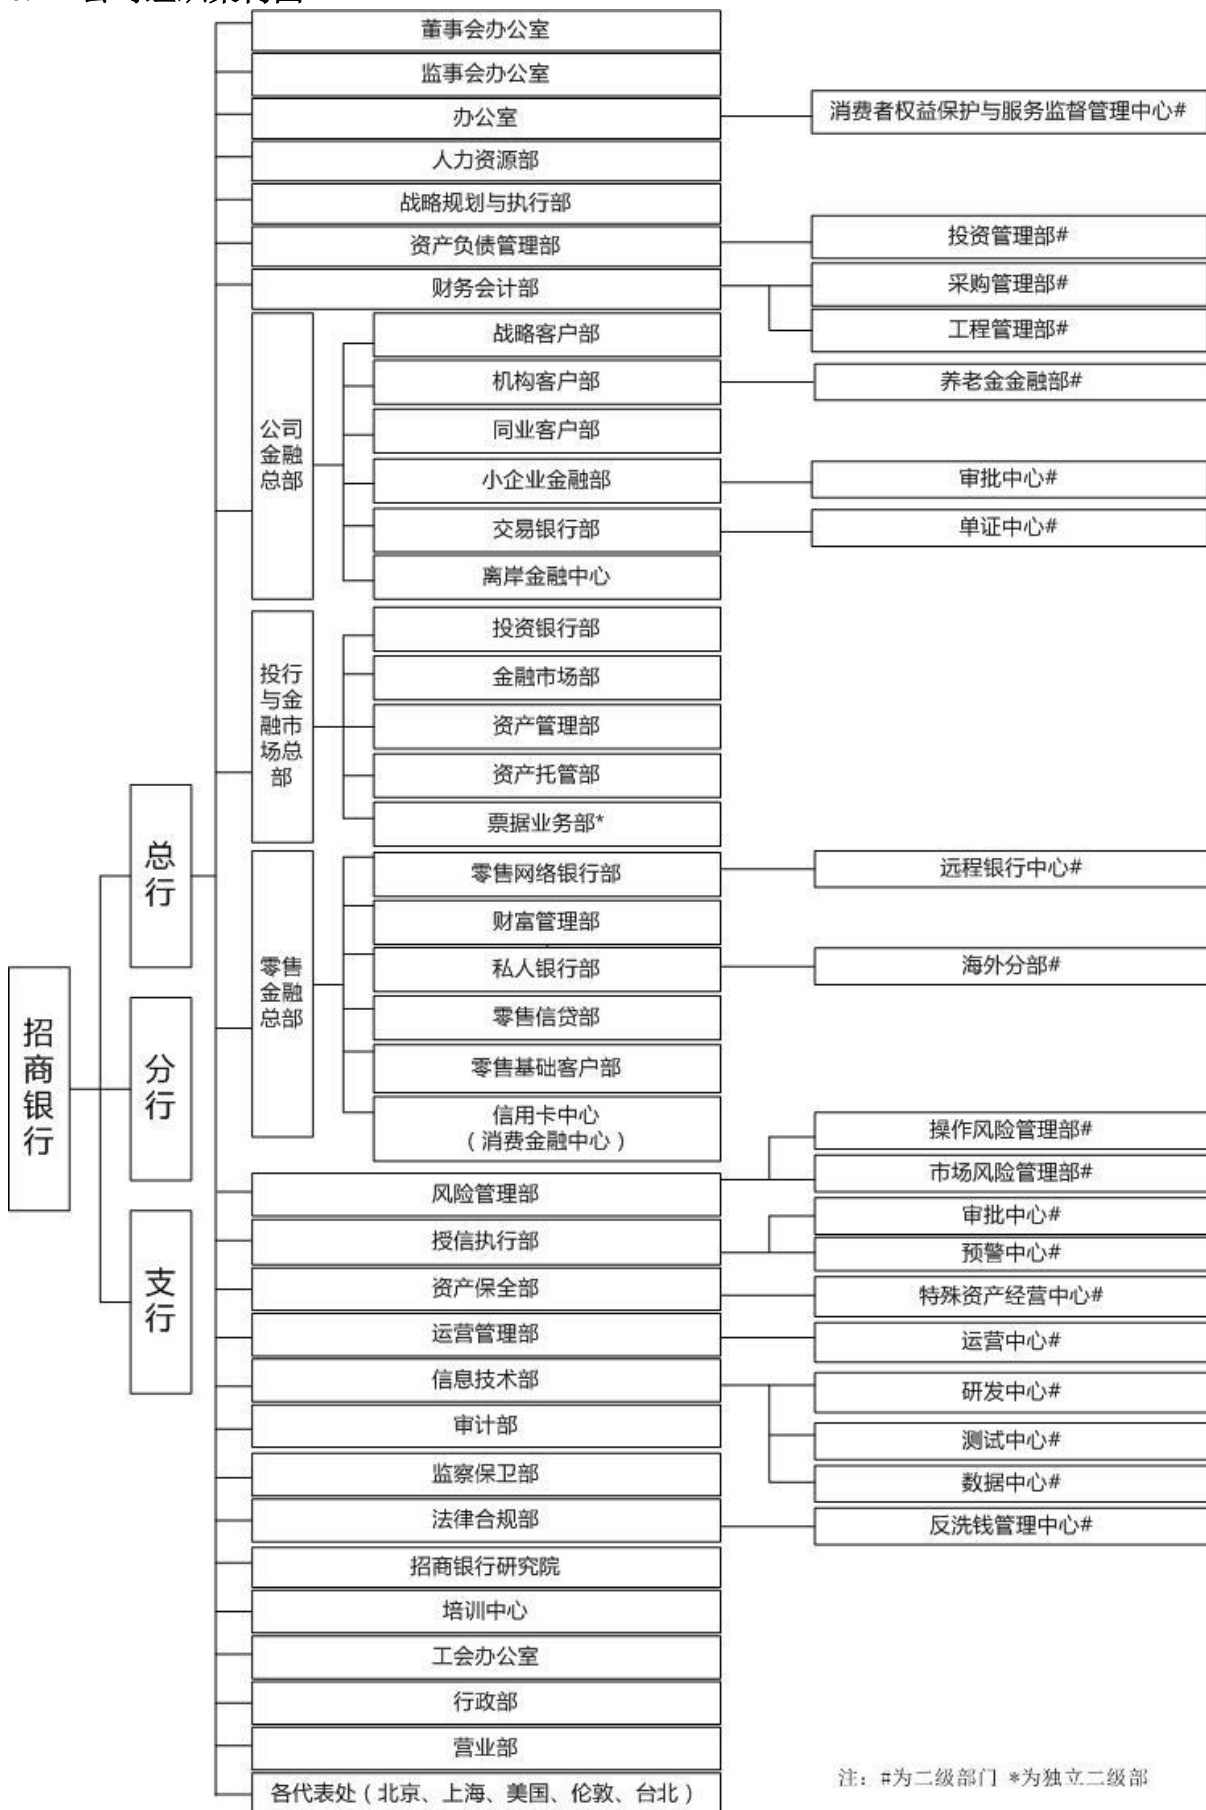 董事会办公室
监事会办公室
办公室
消费者权益保护与服务监督管理中心#
人力资源部
战略规划与执行部
资产负债管理部
投资管理部#
财务会计部
采购管理部#
工程管理部#
公司
金融
总部
战略客户部
机构客户部
养老金金融部#
同业客户部
小企业金融部
审批中心#
交易银行部
单证中心#
离岸金融中心
投行
与金
融市
场总
部
投资银行部
金融市场部
资产管理部
资产托管部
票据业务部*
总
行
零售
金融
总部
零售网络银行部
远程银行中心#
财富管理部
私人银行部
海外分部#
零售信贷部
零售基础客户部
信用卡中心
（消费金融中心）
招
商
银
行
分
行
支
行
风险管理部
操作风险管理部#
市场风险管理部#
授信执行部
审批中心#
预警中心#
资产保全部
特殊资产经营中心#
运营管理部
运营中心#
信息技术部
研发中心#
测试中心#
数据中心#
审计部
监察保卫部
法律合规部
反洗钱管理中心#
招商银行研究院
培训中心
工会办公室
行政部
营业部
各代表处（北京、上海、美国、伦敦、台北）
注：#为二级部门 *为独立二级部